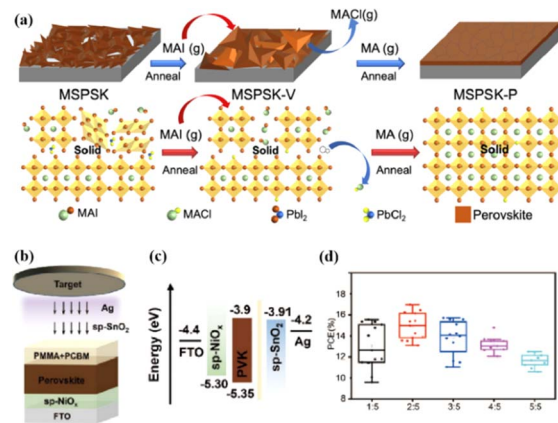 (a)
MAI (g)
MACl(g)
MA (g)
Anneal
Anneal
MSPSK
MSPSK-V
MSPSK-P
MAI (g)
MA (g)
Solid
Solid
Solid
Anneal
Anneal
MAI
MACl
PbI2
PbCl2
Perovskite
(b)
Target
Ag
sp-SnO2
PMMA+PCBM
Perovskite
sp-NiOx
FTO
(c)
Energy (eV)
-4.4
FTO
sp-NiOx
-5.30
-3.9
PVK
-5.35
-3.91
sp-SnO2
-4.2
Ag
(d)
PCE(%)
18
16
14
12
10
8
1:5
2:5
3:5
4:5
5:5